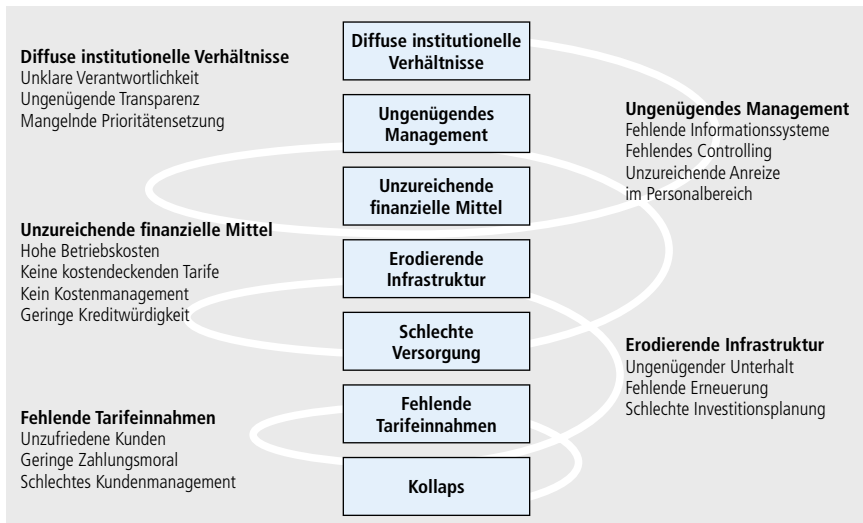 Diffuse institutionelle Verhältnisse
Unklare Verantwortlichkeit
Ungenügende Transparenz
Mangelnde Prioritätensetzung
Unzureichende finanzielle Mittel
Hohe Betriebskosten
Keine kostendeckenden Tarife
Kein Kostenmanagement
Geringe Kreditwürdigkeit
Fehlende Tarifeinnahmen
Unzufriedene Kunden
Geringe Zahlungsmoral
Schlechtes Kundenmanagement
Diffuse institutionelle
Verhältnisse
Ungenügendes
Management
Unzureichende
finanzielle Mittel
Erodierende
Infrastruktur
Schlechte
Versorgung
Fehlende
Tarifeinnahmen
Kollaps
Ungenügendes Management
Fehlende Informationssysteme
Fehlendes Controlling
Unzureichende Anreize
im Personalbereich
Erodierende Infrastruktur
Ungenügender Unterhalt
Fehlende Erneuerung
Schlechte Investitionsplanung